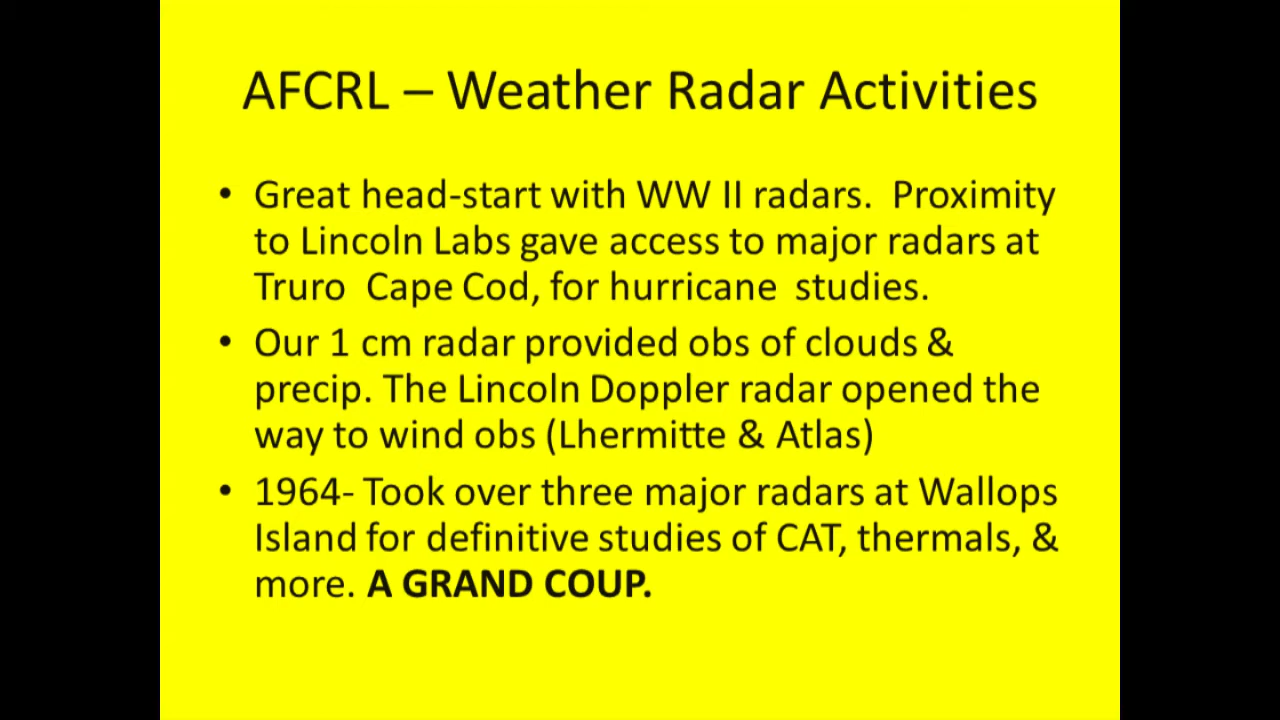 AFCRL – Weather Radar Activities
• Great head-start with WW II radars.  Proximity
to Lincoln Labs gave access to major radars at
Truro  Cape Cod, for hurricane  studies.
• Our 1 cm radar provided obs of clouds &
precip. The Lincoln Doppler radar opened the
way to wind obs (Lhermitte & Atlas)
• 1964- Took over three major radars at Wallops
Island for definitive studies of CAT, thermals, &
more. A GRAND COUP.